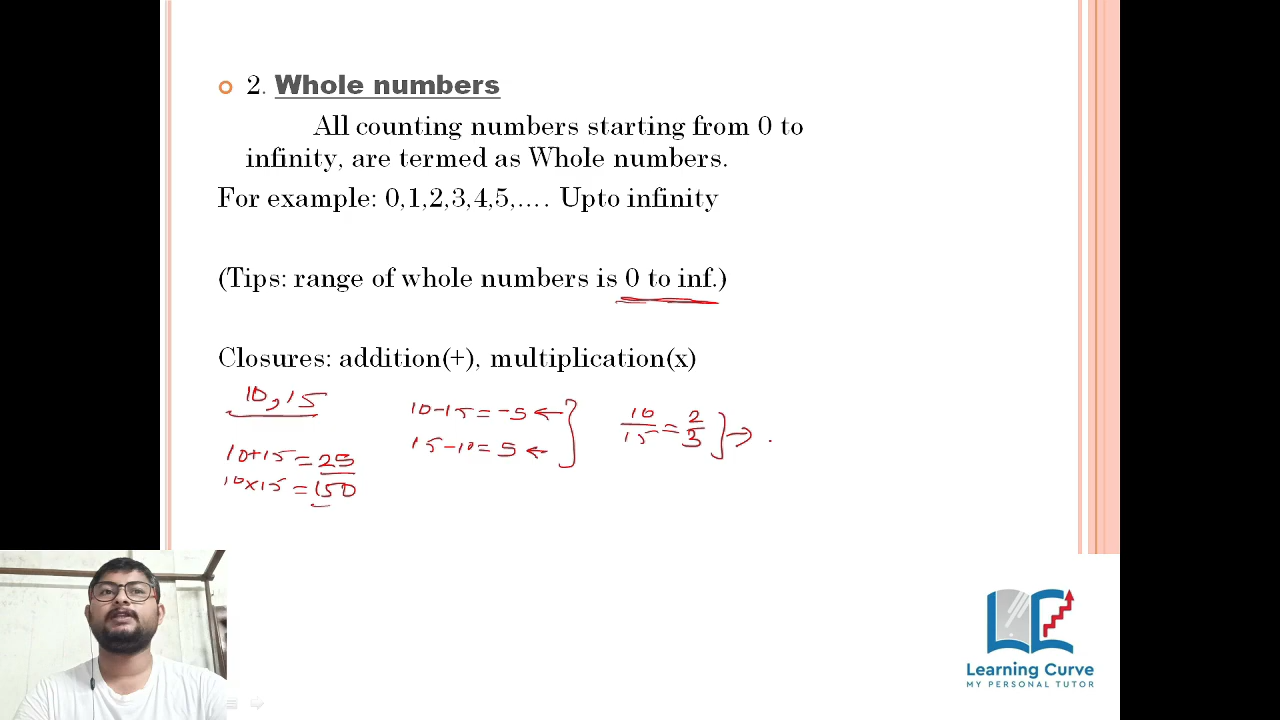 2. Whole numbers
All counting numbers starting from 0 to
infinity, are termed as Whole numbers.
For example: 0,1,2,3,4,5,.... Upto infinity
(Tips: range of whole numbers is 0 to inf.)
Closures: addition(+), multiplication(x)
10, 15
10+15 = 25
10×15 = 150
10-15 = -5 ←
15-10 = 5 ←
10/15 = 2/3 →
Learning Curve
MY PERSONAL TUTOR